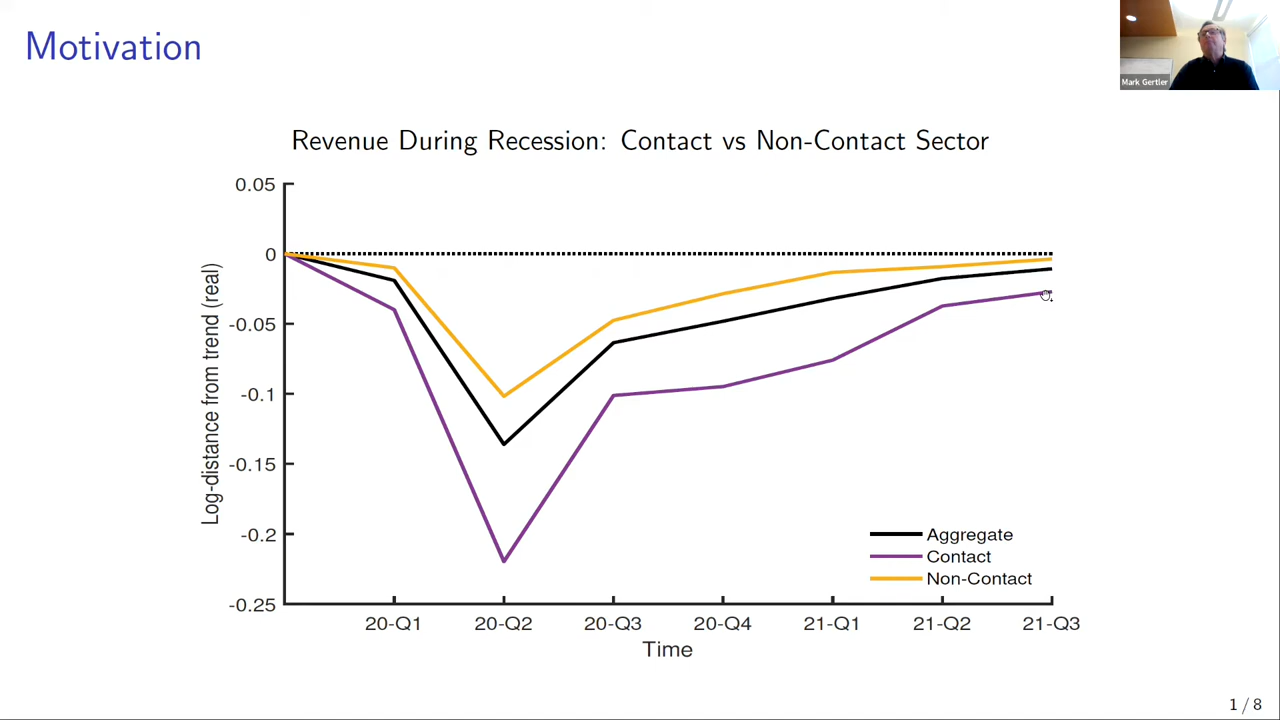 Motivation
Mark Gertler
Revenue During Recession: Contact vs Non-Contact Sector
0.05
0
-0.05
-0.1
-0.15
-0.2
-0.25
Log-distance from trend (real)
Aggregate
Contact
Non-Contact
20-Q1 20-Q2 20-Q3 20-Q4 21-Q1 21-Q2 21-Q3
Time
1 / 8